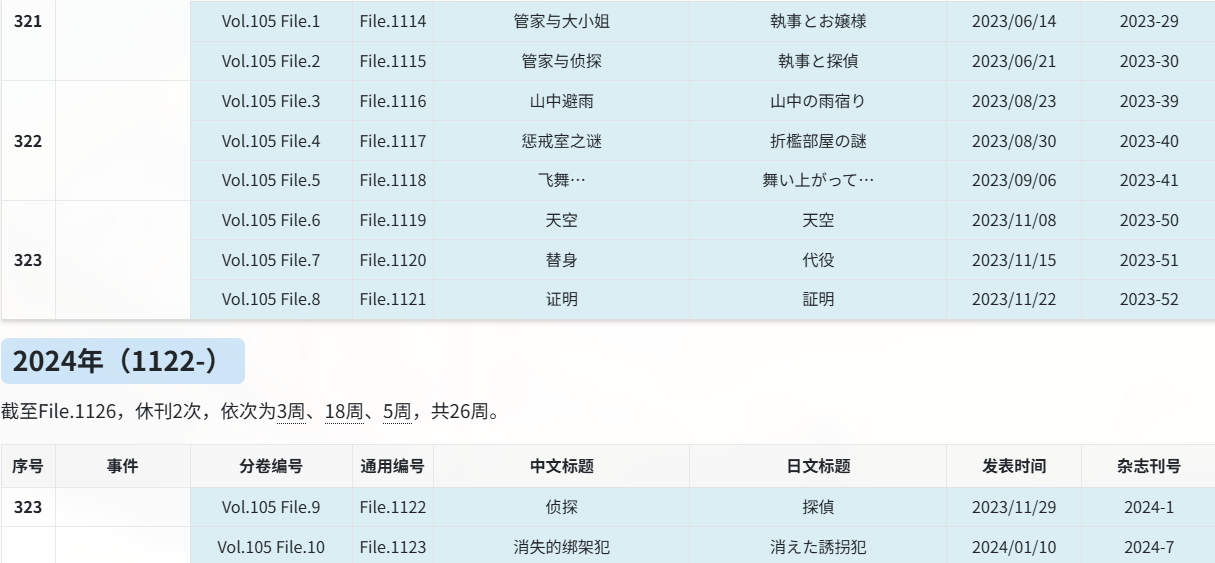 321 Vol.105 File.1 File.1114 管家与大小姐 執事とお嬢様 2023/06/14 2023-29
Vol.105 File.2 File.1115 管家与侦探 執事と探偵 2023/06/21 2023-30
Vol.105 File.3 File.1116 山中避雨 山中の雨宿り 2023/08/23 2023-39
322 Vol.105 File.4 File.1117 惩戒室之谜 折檻部屋の謎 2023/08/30 2023-40
Vol.105 File.5 File.1118 飞舞… 舞い上がって… 2023/09/06 2023-41
Vol.105 File.6 File.1119 天空 天空 2023/11/08 2023-50
323 Vol.105 File.7 File.1120 替身 代役 2023/11/15 2023-51
Vol.105 File.8 File.1121 证明 証明 2023/11/22 2023-52
2024年（1122-）
截至File.1126，休刊2次，依次为3周、18周、5周，共26周。
序号 事件 分卷编号 通用编号 中文标题 日文标题 发表时间 杂志刊号
323 Vol.105 File.9 File.1122 侦探 探偵 2023/11/29 2024-1
Vol.105 File.10 File.1123 消失的绑架犯 消えた誘拐犯 2024/01/10 2024-7